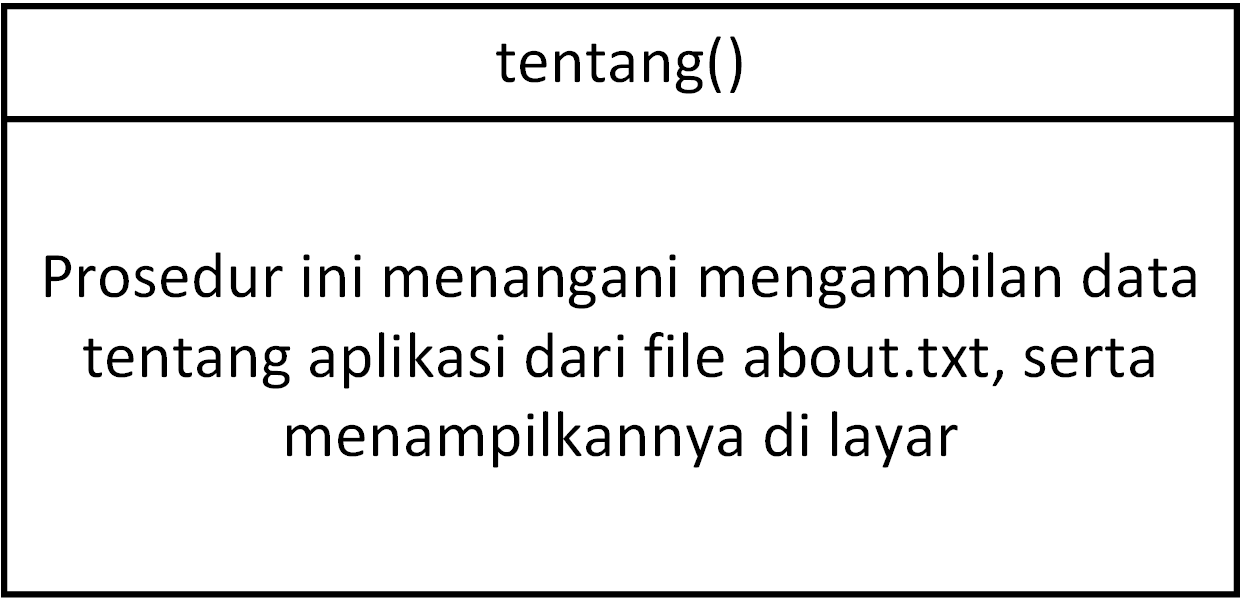 tentang()
Prosedur ini menangani mengambilan data
tentang aplikasi dari file about.txt, serta
menampilkannya di layar